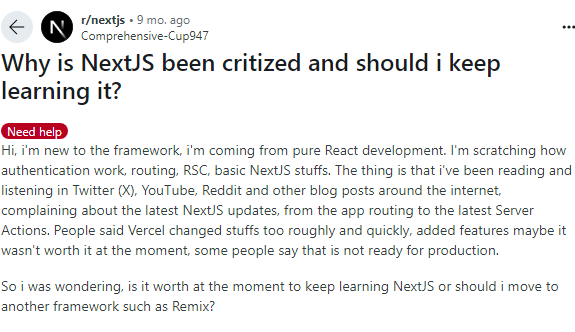 r/nextjs • 9 mo. ago
Comprehensive-Cup947
Why is NextJS been critized and should i keep
learning it?
Need help
Hi, i'm new to the framework, i'm coming from pure React development. I'm scratching how
authentication work, routing, RSC, basic NextJS stuffs. The thing is that i've been reading and
listening in Twitter (X), YouTube, Reddit and other blog posts around the internet,
complaining about the latest NextJS updates, from the app routing to the latest Server
Actions. People said Vercel changed stuffs too roughly and quickly, added features maybe it
wasn't worth it at the moment, some people say that is not ready for production.
So i was wondering, is it worth at the moment to keep learning NextJS or should i move to
another framework such as Remix?